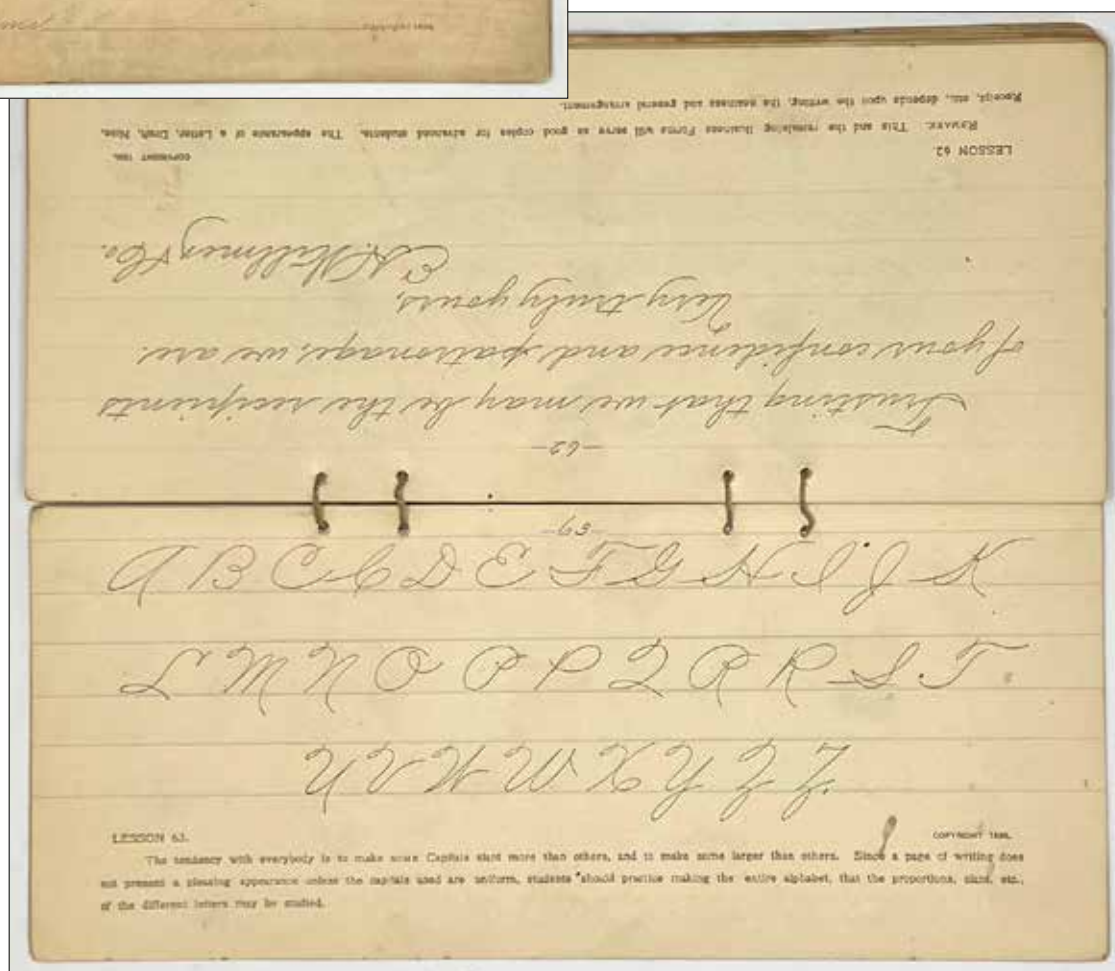 -62-
Trusting that we may be the recipients
of your confidence and patronage, we are.
Very truly yours,
& Co.
LESSON 62. COPYRIGHT
REMARK. This and the remaining Business Forms will serve as good copies for advanced students. The appearance of a Letter, Draft, Note,
Receipt, etc., depends upon the writing, the neatness and general arrangement.
-63-
A B C C D E F G H I J K
L M N O P P Q R R S T
U V W W X Y Z Z
LESSON 63. COPYRIGHT
The tendency with everybody is to make some Capitals slant more than others, and to make some larger than others. Since a page of writing does
not present a pleasing appearance unless the capitals used are uniform, students should practice making the entire alphabet, that the proportions, slant, etc.,
of the different letters may be studied.